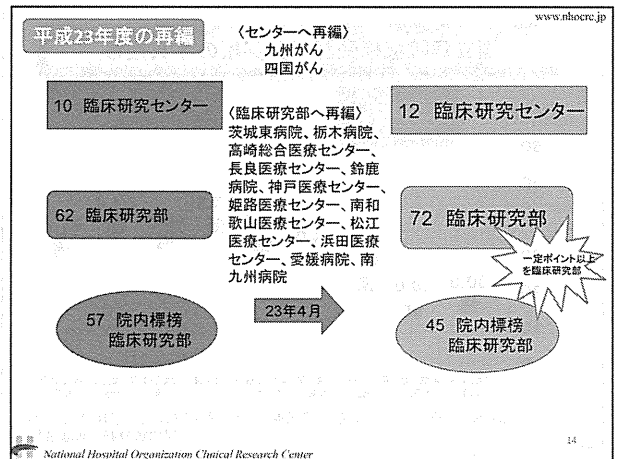 www.nhocrc.jp
平成23年度の再編
〈センターへ再編〉
九州がん
四国がん
10 臨床研究センター
12 臨床研究センター
〈臨床研究部へ再編〉
茨城東病院、栃木病院、
高崎総合医療センター、
長良医療センター、鈴鹿
病院、神戸医療センター、
姫路医療センター、南和
歌山医療センター、松江
医療センター、浜田医療
センター、愛媛病院、南
九州病院
62 臨床研究部
72 臨床研究部
一定ポイント以上
を臨床研究部
57 院内標榜
臨床研究部
23年4月
45 院内標榜
臨床研究部
National Hospital Organization Clinical Research Center
14